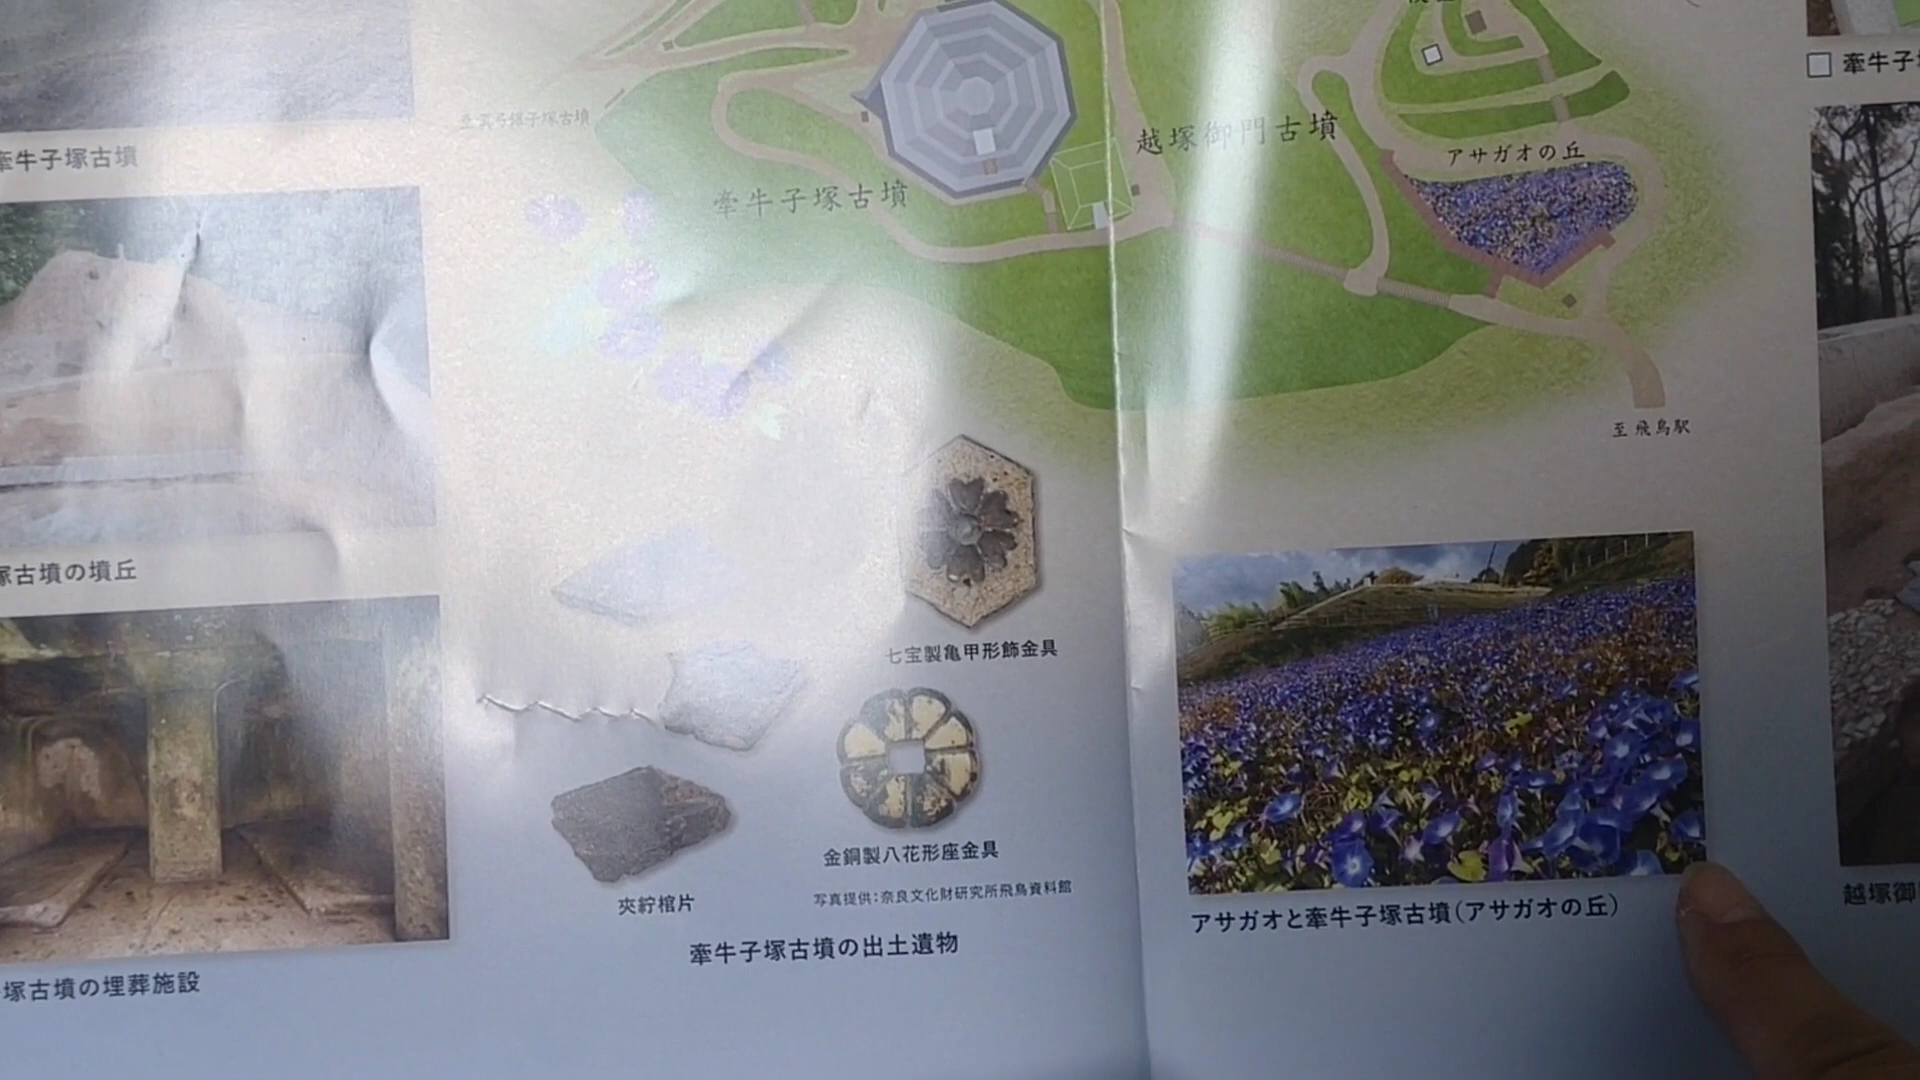 牽牛子塚古墳
塚古墳の墳丘
塚古墳の埋葬施設
至真弓鑵子塚古墳
牽牛子塚古墳
越塚御門古墳
アサガオの丘
至 飛鳥駅
七宝製亀甲形飾金具
金銅製八花形座金具
写真提供:奈良文化財研究所飛鳥資料館
夾紵棺片
牽牛子塚古墳の出土遺物
アサガオと牽牛子塚古墳(アサガオの丘)
牽牛子
越塚御